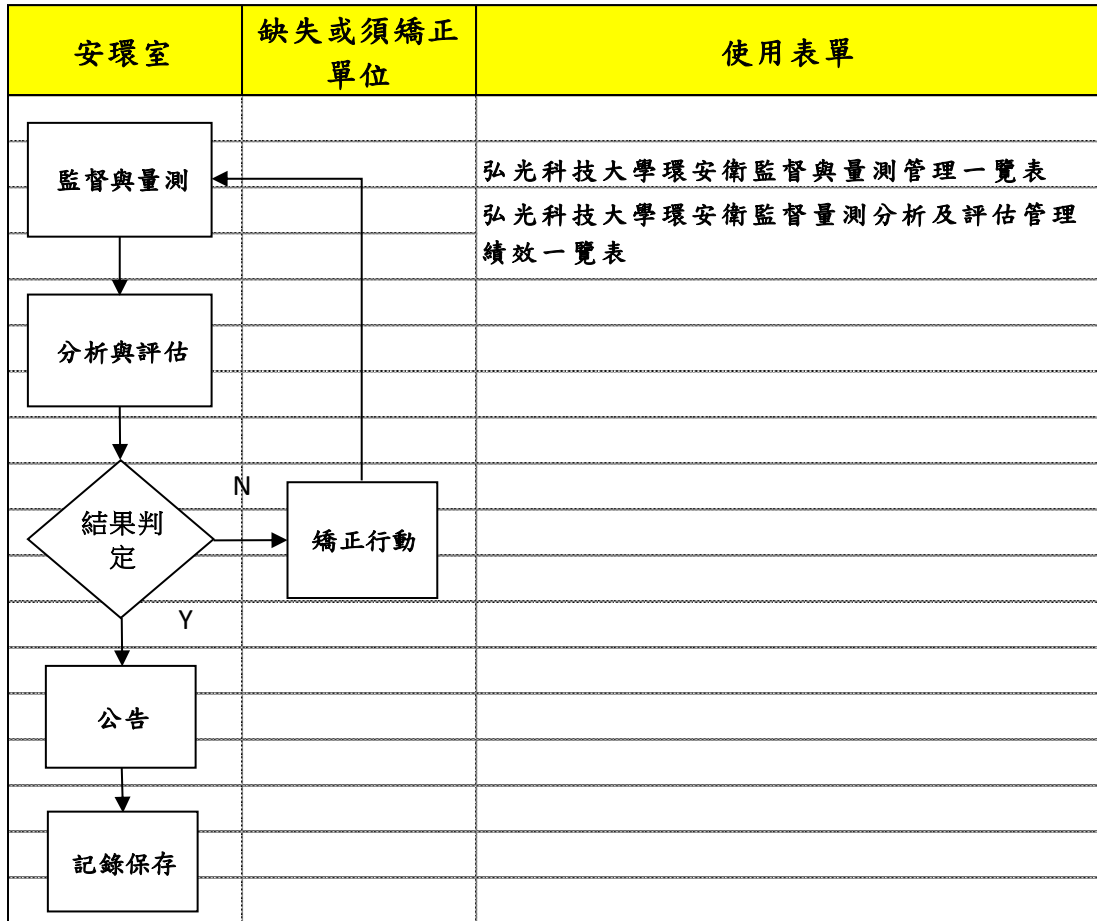 安環室
缺失或須矯正
單位
使用表單
監督與量測
弘光科技大學環安衛監督與量測管理一覽表
弘光科技大學環安衛監督量測分析及評估管理
績效一覽表
分析與評估
N
結果判
定
矯正行動
Y
公告
記錄保存